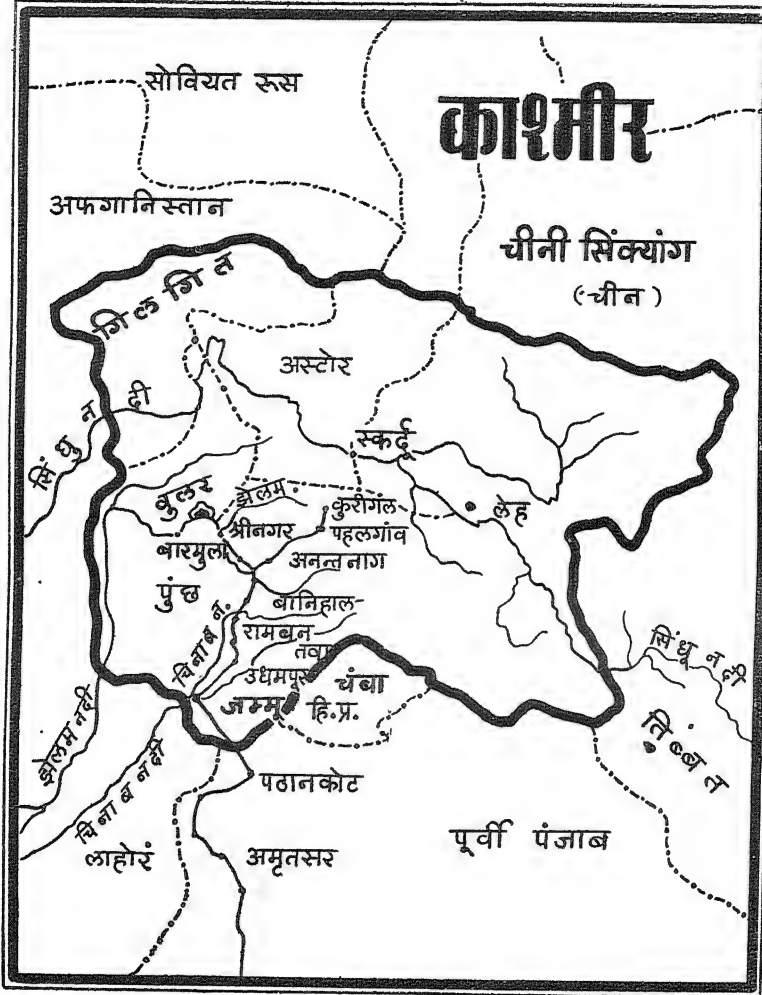 सोवियत रूस
काश्मीर
अफगानिस्तान
चीनी सिंक्यांग
(चीन)
गिलगित
अस्टोर
सिंधु नदी
स्कर्दू
वुलर
झेलम.
कुरीगंल
लेह
श्रीनगर
पहलगांव
बारमुला
अनन्तनाग
पुंछ
बानिहाल
चिनाब न.
रामबन
तवा
उधमपूर
चंबा
जम्मू
हि.प्र.
सिंधू नदी
तिब्बत
झेलम नदी
चिनाब नदी
पठानकोट
लाहोरं
अमृतसर
पूर्वी पंजाब